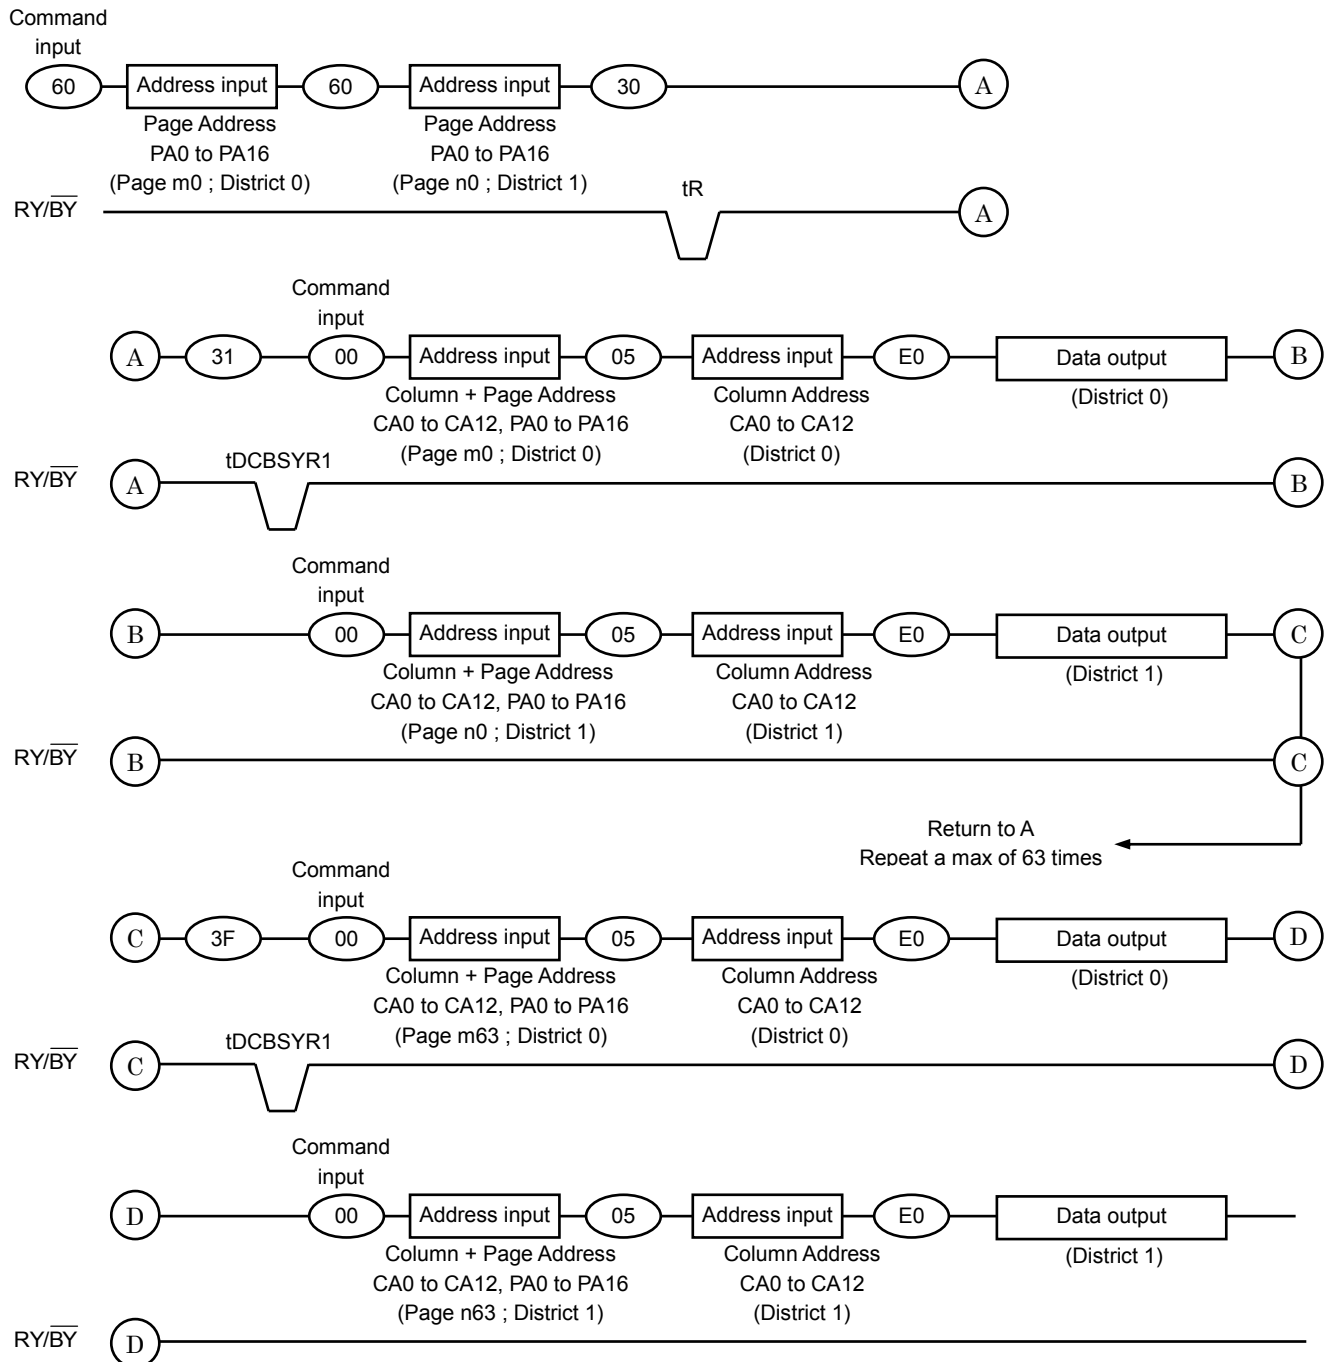 Command
input
60 Address input 60 Address input 30 A
Page Address Page Address
PA0 to PA16 PA0 to PA16
(Page m0 ; District 0) (Page n0 ; District 1)
tR
RY/BY A
Command
input
A 31 00 Address input 05 Address input E0 Data output B
Column + Page Address Column Address (District 0)
CA0 to CA12, PA0 to PA16 CA0 to CA12
(Page m0 ; District 0) (District 0)
tDCBSYR1
RY/BY A B
Command
input
B 00 Address input 05 Address input E0 Data output C
Column + Page Address Column Address (District 1)
CA0 to CA12, PA0 to PA16 CA0 to CA12
(Page n0 ; District 1) (District 1)
RY/BY B C
Return to A
Repeat a max of 63 times
Command
input
C 3F 00 Address input 05 Address input E0 Data output D
Column + Page Address Column Address (District 0)
CA0 to CA12, PA0 to PA16 CA0 to CA12
(Page m63 ; District 0) (District 0)
tDCBSYR1
RY/BY C D
Command
input
D 00 Address input 05 Address input E0 Data output
Column + Page Address Column Address (District 1)
CA0 to CA12, PA0 to PA16 CA0 to CA12
(Page n63 ; District 1) (District 1)
RY/BY D